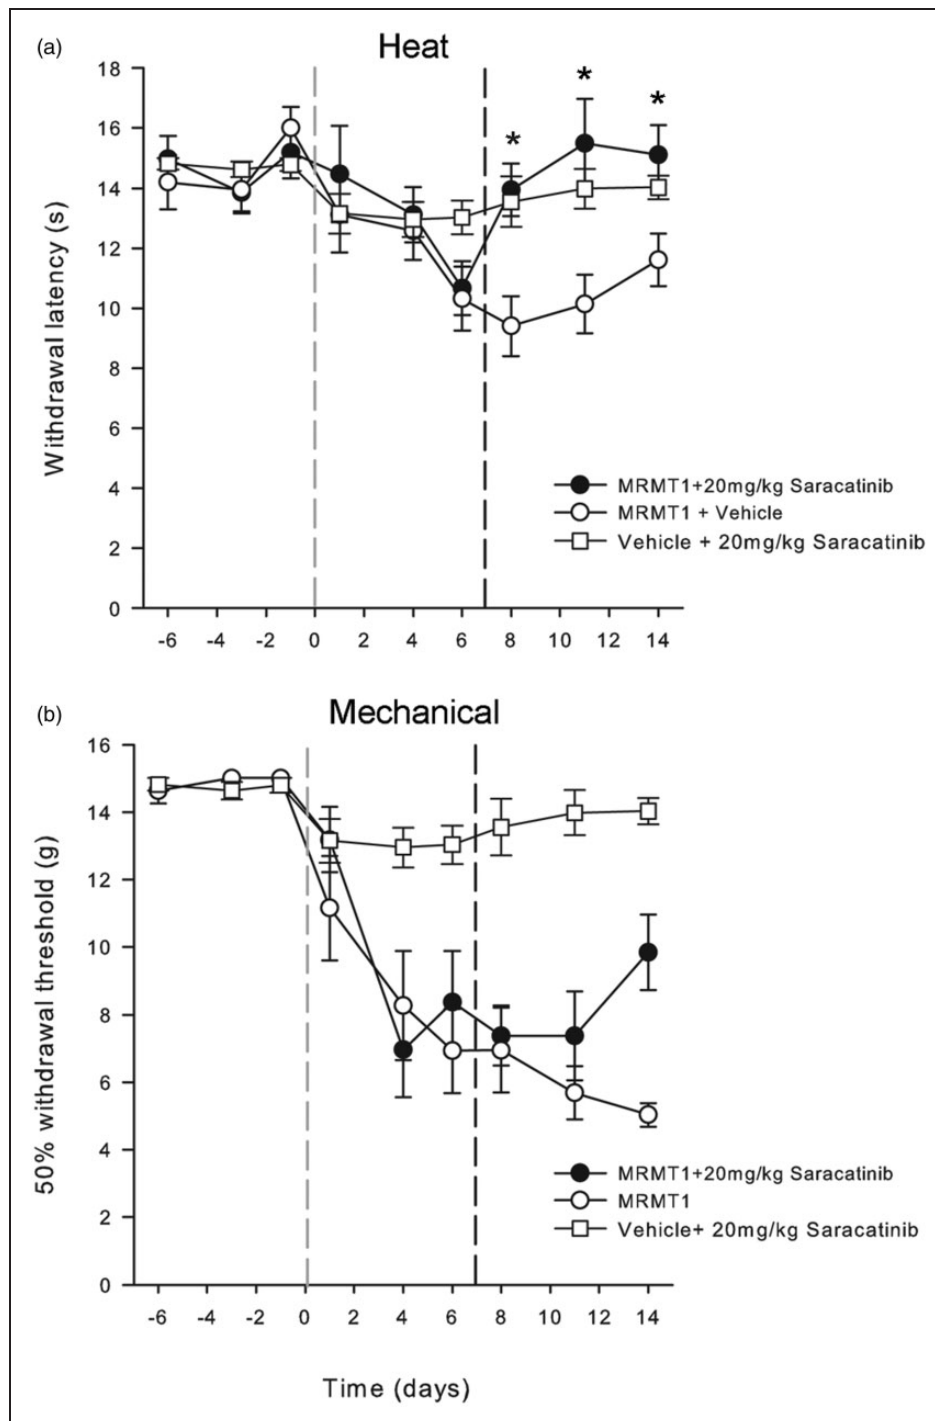 (a)
Heat
18
16
14
12
10
8
6
4
2
0
Withdrawal latency (s)
* * *
MRMT1+20mg/kg Saracatinib
MRMT1 + Vehicle
Vehicle + 20mg/kg Saracatinib
-6 -4 -2 0 2 4 6 8 10 12 14
(b)
Mechanical
16
14
12
10
8
6
4
2
0
50% withdrawal threshold (g)
MRMT1+20mg/kg Saracatinib
MRMT1
Vehicle+ 20mg/kg Saracatinib
-6 -4 -2 0 2 4 6 8 10 12 14
Time (days)